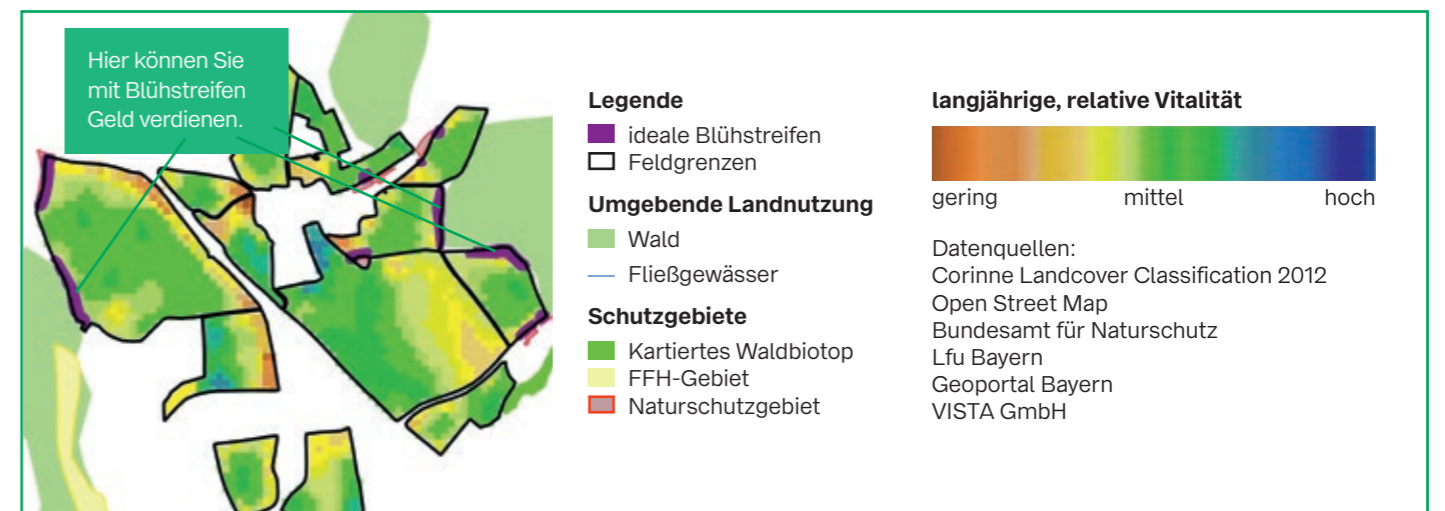 Hier können Sie
mit Blühstreifen
Geld verdienen.
Legende
ideale Blühstreifen
Feldgrenzen
Umgebende Landnutzung
Wald
Fließgewässer
Schutzgebiete
Kartiertes Waldbiotop
FFH-Gebiet
Naturschutzgebiet
langjährige, relative Vitalität
gering mittel hoch
Datenquellen:
Corinne Landcover Classification 2012
Open Street Map
Bundesamt für Naturschutz
Lfu Bayern
Geoportal Bayern
VISTA GmbH